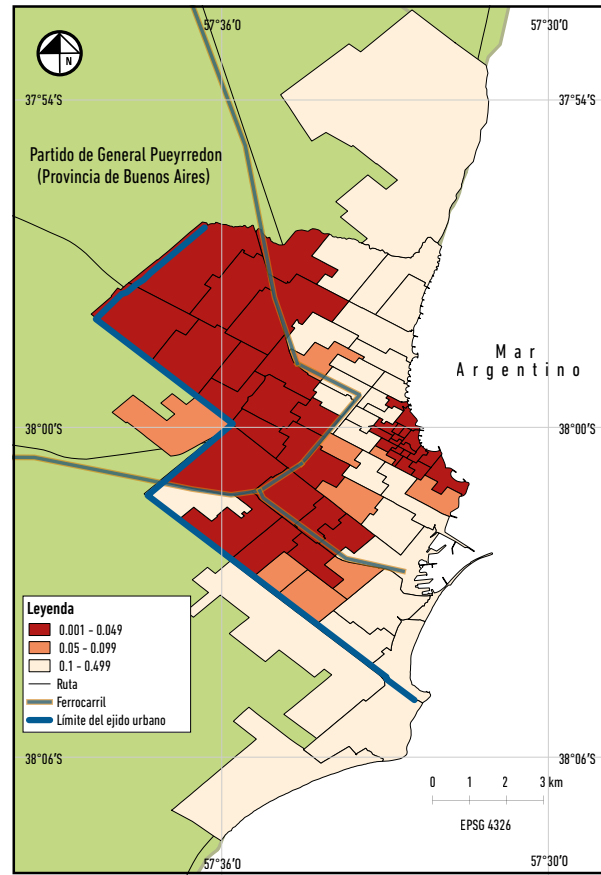 57°36'S
57°30'S
N
37°54'S
37°54'S
Partido de General Pueyrredon
(Provincia de Buenos Aires)
Mar
Argentino
38°00'S
38°00'S
Leyenda
0.001 - 0.049
0.05 - 0.099
0.1 - 0.499
Ruta
Ferrocarril
Límite del ejido urbano
38°06'S
38°06'S
0 1 2 3 km
EPSG 4326
57°36'S
57°30'S